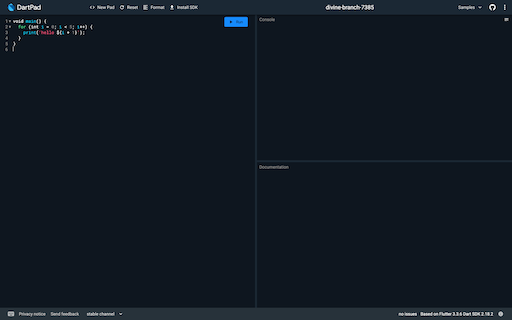 DartPad
New Pad
Reset
Format
Install SDK
divine-branch-7385
Samples
1 void main() {
2 for (int i = 0; i < 5; i++) {
3 print('hello ${i + 1}');
4 }
5 }
6
Run
Console
Documentation
Privacy notice
Send feedback
stable channel
no issues
Based on Flutter 3.3.6 Dart SDK 2.18.2